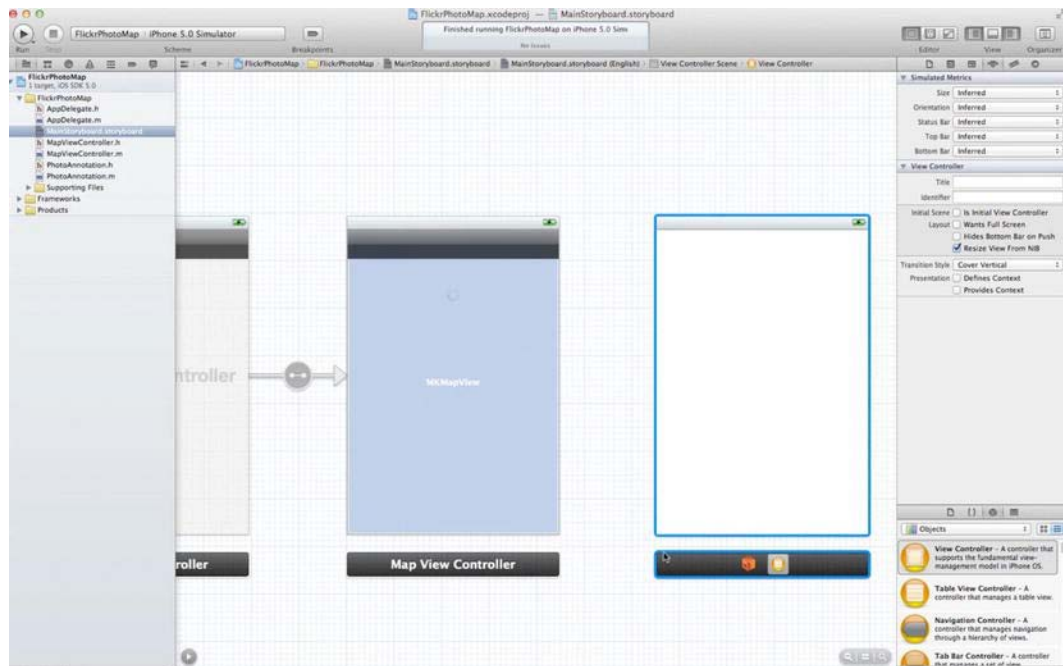 FlickrPhotoMap.xcodeproj — MainStoryboard.storyboard
FlickrPhotoMap iPhone 5.0 Simulator
Finished running FlickrPhotoMap on iPhone 5.0 Sim
No Issues
Run
Scheme
Breakpoints
Editor
View
Organizer
FlickrPhotoMap
FlickrPhotoMap
MainStoryboard.storyboard
MainStoryboard.storyboard (English)
View Controller Scene
View Controller
FlickrPhotoMap
1 target, iOS SDK 5.0
FlickrPhotoMap
AppDelegate.h
AppDelegate.m
MainStoryboard.storyboard
MapViewController.h
MapViewController.m
PhotoAnnotation.h
PhotoAnnotation.m
Supporting Files
Frameworks
Products
ntroller
MKMapView
roller
Map View Controller
Simulated Metrics
Size Inferred
Orientation Inferred
Status Bar Inferred
Top Bar Inferred
Bottom Bar Inferred
View Controller
Title
Identifier
Initial Scene Is Initial View Controller
Layout Wants Full Screen
Hides Bottom Bar on Push
Resize View From NIB
Transition Style Cover Vertical
Presentation Defines Context
Provides Context
Objects
View Controller - A controller that
supports the fundamental view-
management model in iPhone OS.
Table View Controller - A
controller that manages a table view.
Navigation Controller - A
controller that manages navigation
through a hierarchy of views.
Tab Bar Controller - A controller
that manages a set of view